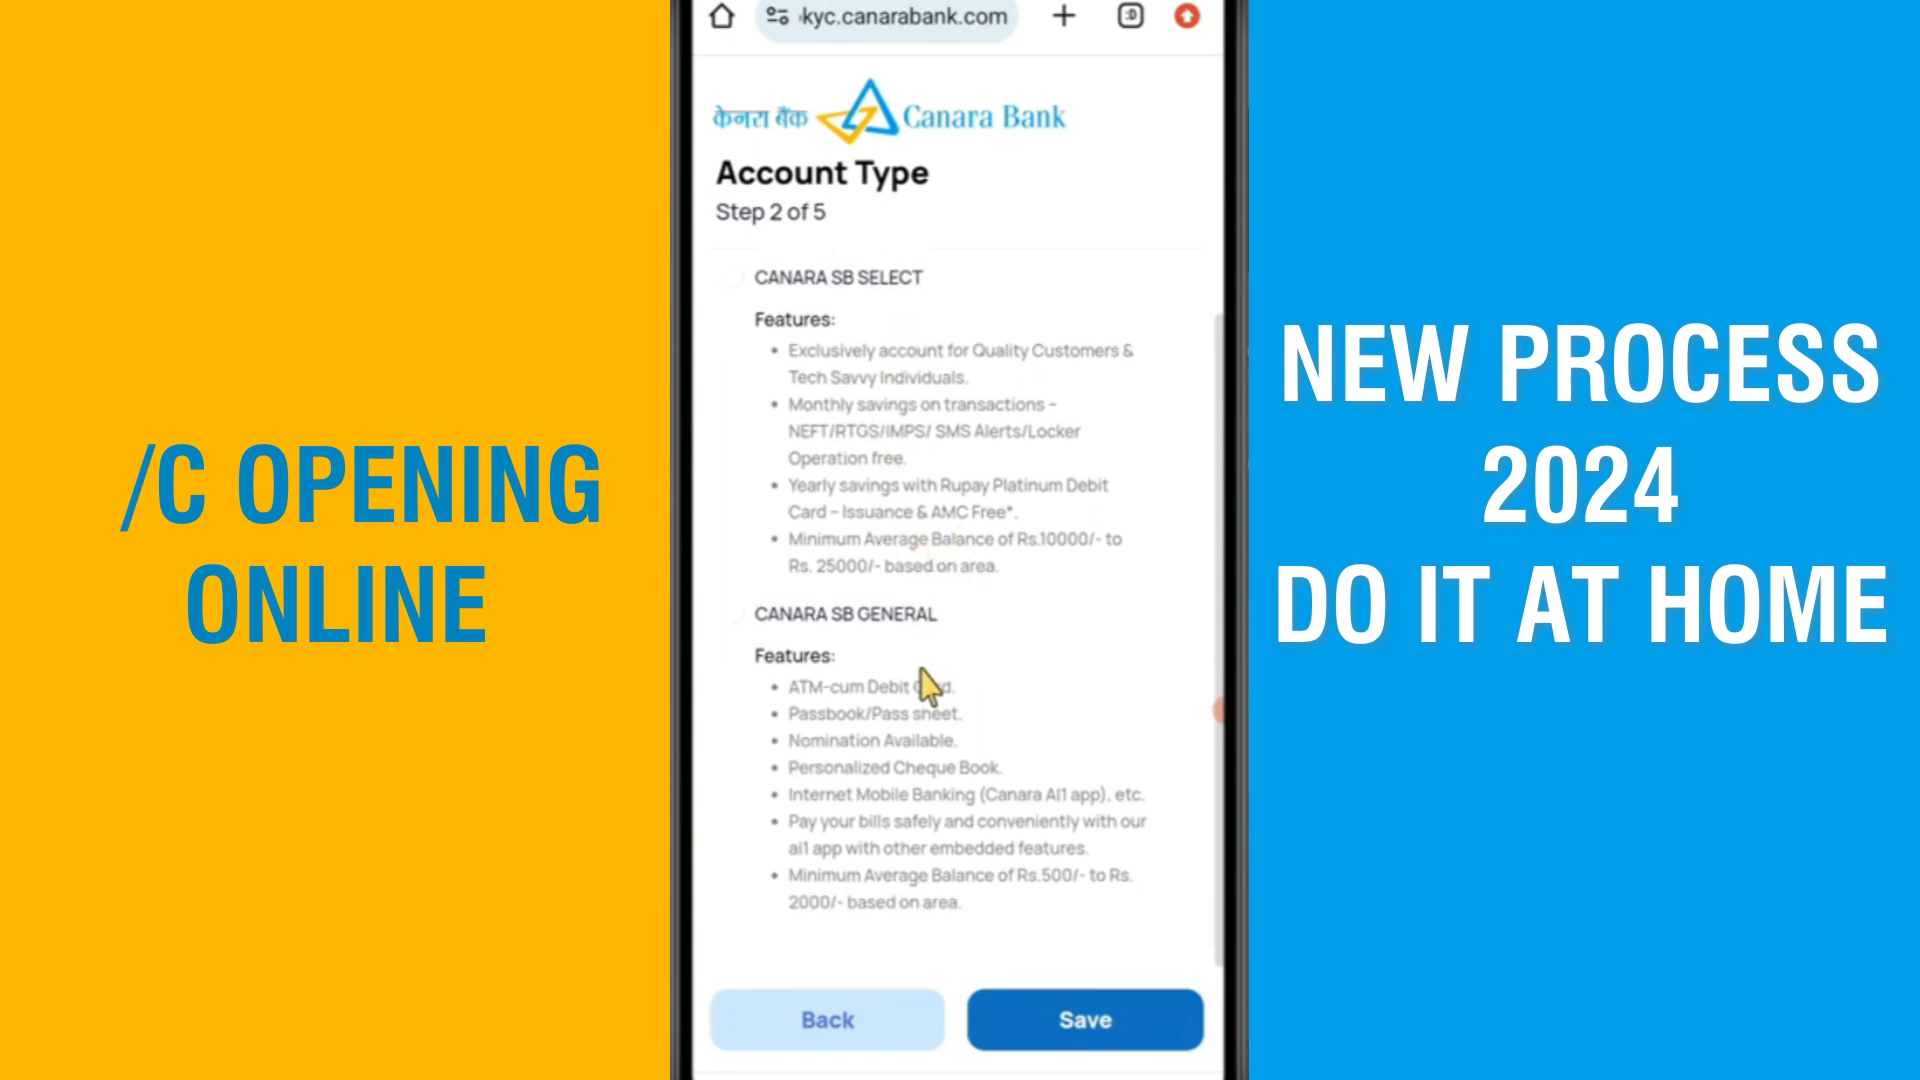 kyc.canarabank.com
:D
केनरा बैंक Canara Bank
Account Type
Step 2 of 5
CANARA SB SELECT
Features:
• Exclusively account for Quality Customers &
Tech Savvy Individuals.
• Monthly savings on transactions –
NEFT/RTGS/IMPS/ SMS Alerts/Locker
Operation free.
• Yearly savings with Rupay Platinum Debit
Card – Issuance & AMC Free*.
• Minimum Average Balance of Rs.10000/- to
Rs. 25000/- based on area.
CANARA SB GENERAL
Features:
• ATM-cum Debit Card.
• Passbook/Pass sheet.
• Nomination Available.
• Personalized Cheque Book.
• Internet Mobile Banking (Canara AI1 app), etc.
• Pay your bills safely and conveniently with our
ai1 app with other embedded features.
• Minimum Average Balance of Rs.500/- to Rs.
2000/- based on area.
Back
Save
/C OPENING
ONLINE
NEW PROCESS
2024
DO IT AT HOME